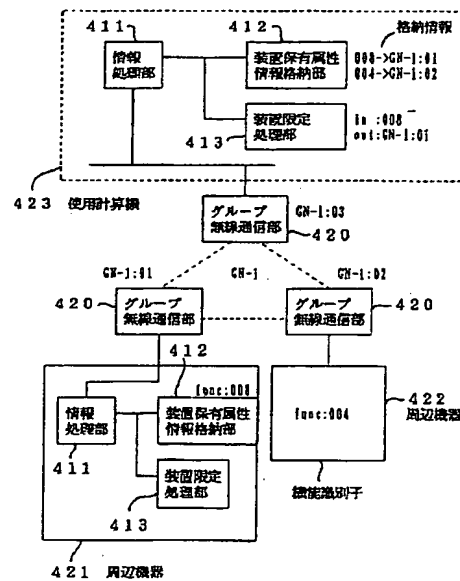 格納情報
411
412
情報
処理部
装置保有属性
情報格納部
008->GN-1:01
004->GN-1:02
装置限定
処理部
in :008
out:GN-1:01
413
423 使用計算機
グループ
無線通信部
GN-1:03
420
GN-1:01
GN-1
GN-1:02
420
グループ
無線通信部
グループ
無線通信部
420
412
func:008
情報
処理部
装置保有属性
情報格納部
411
装置限定
処理部
413
421 周辺機器
func:004
422
周辺機器
機能識別子